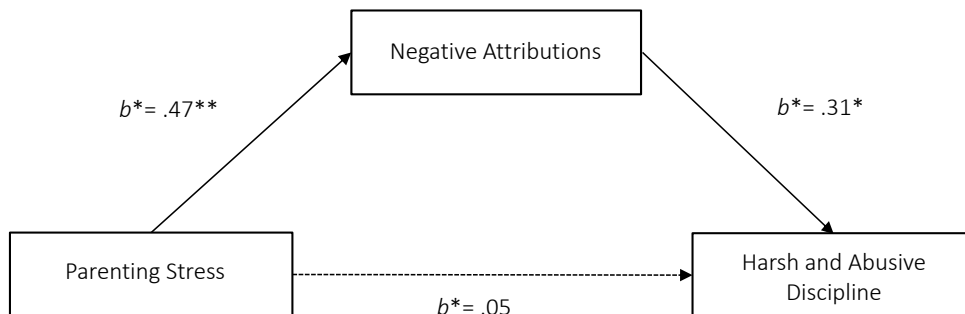 Negative Attributions
b*= .47**
b*= .31*
Parenting Stress
Harsh and Abusive
Discipline
b*= .05